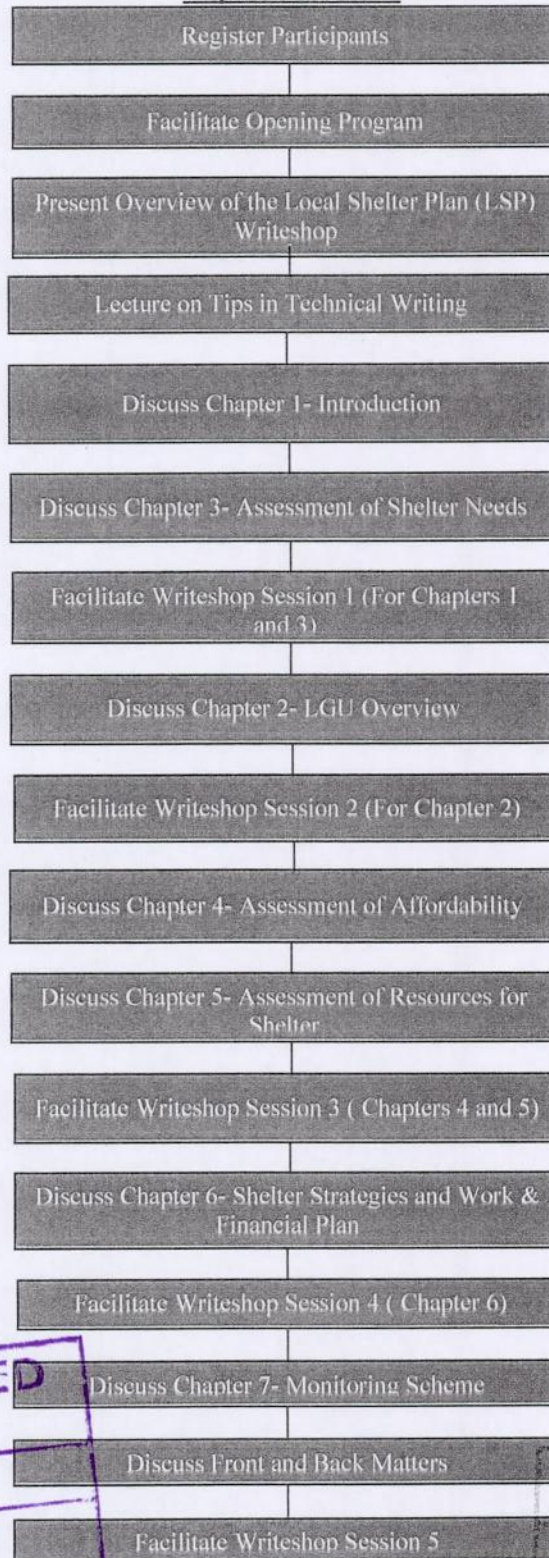 Register Participants
Facilitate Opening Program
Present Overview of the Local Shelter Plan (LSP)
Writeshop
Lecture on Tips in Technical Writing
Discuss Chapter 1- Introduction
Discuss Chapter 3- Assessment of Shelter Needs
Facilitate Writeshop Session 1 (For Chapters 1
and 3)
Discuss Chapter 2- LGU Overview
Facilitate Writeshop Session 2 (For Chapter 2)
Discuss Chapter 4- Assessment of Affordability
Discuss Chapter 5- Assessment of Resources for
Shelter
Facilitate Writeshop Session 3 ( Chapters 4 and 5)
Discuss Chapter 6- Shelter Strategies and Work &
Financial Plan
Facilitate Writeshop Session 4 ( Chapter 6)
ED
Discuss Chapter 7- Monitoring Scheme
Discuss Front and Back Matters
Facilitate Writeshop Session 5